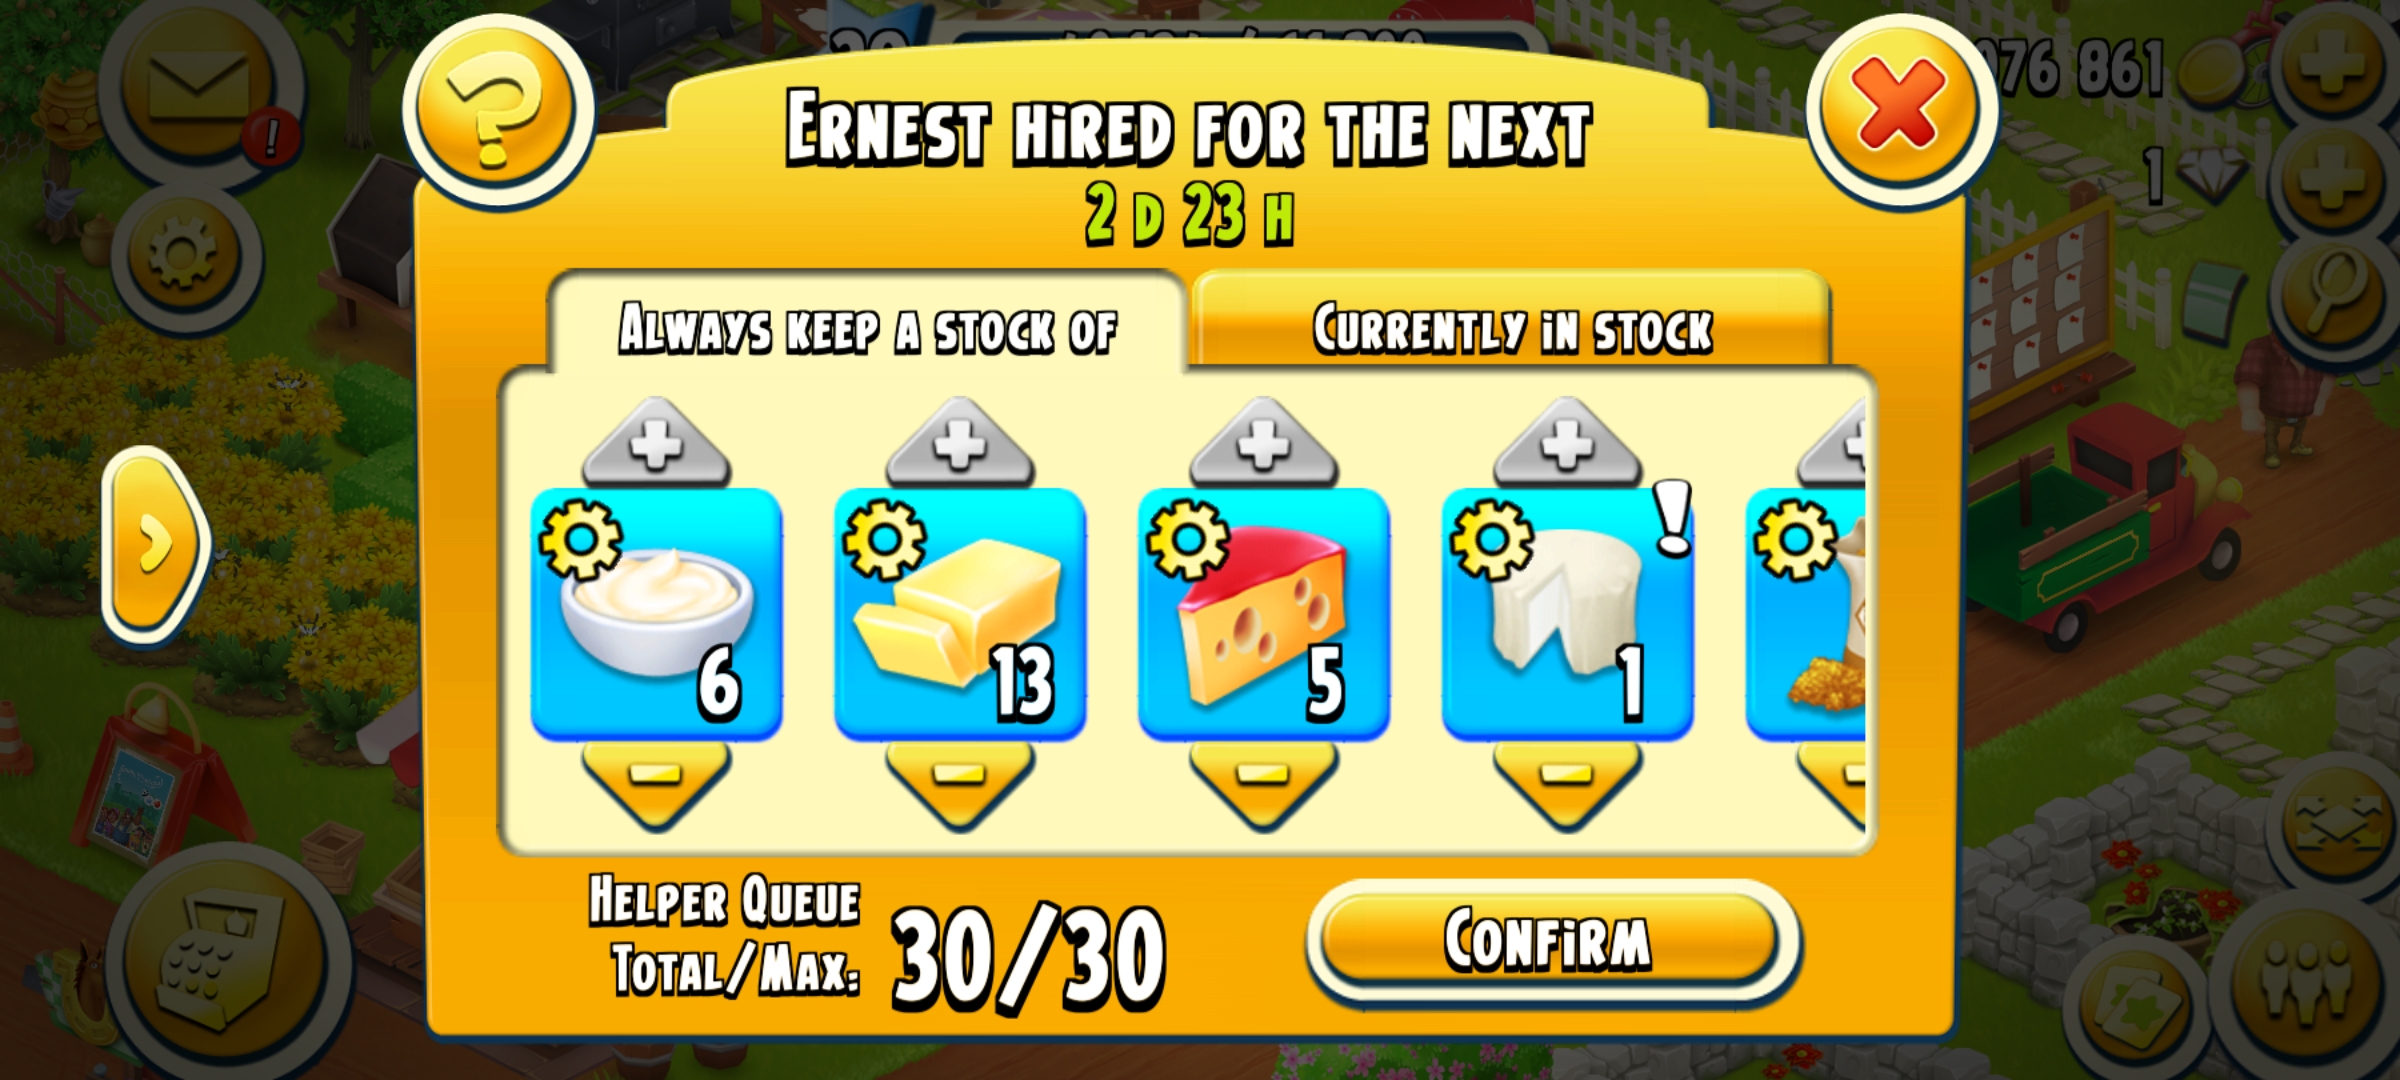 ERNEST HIRED FOR THE NEXT
2 D 23 H
ALWAYS KEEP A STOCK OF
CURRENTLY IN STOCK
6
13
5
1
!
HELPER QUEUE
TOTAL/MAX:
30/30
CONFIRM
861
1
!